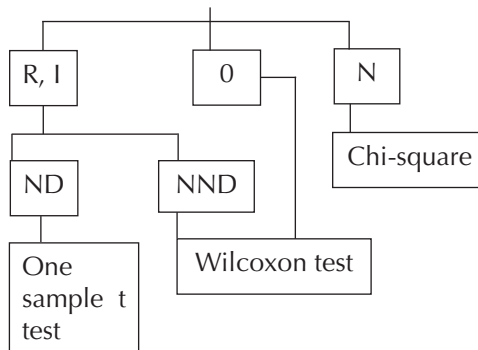 R, I
0
N
Chi-square
ND
NND
Wilcoxon test
One
sample t
test